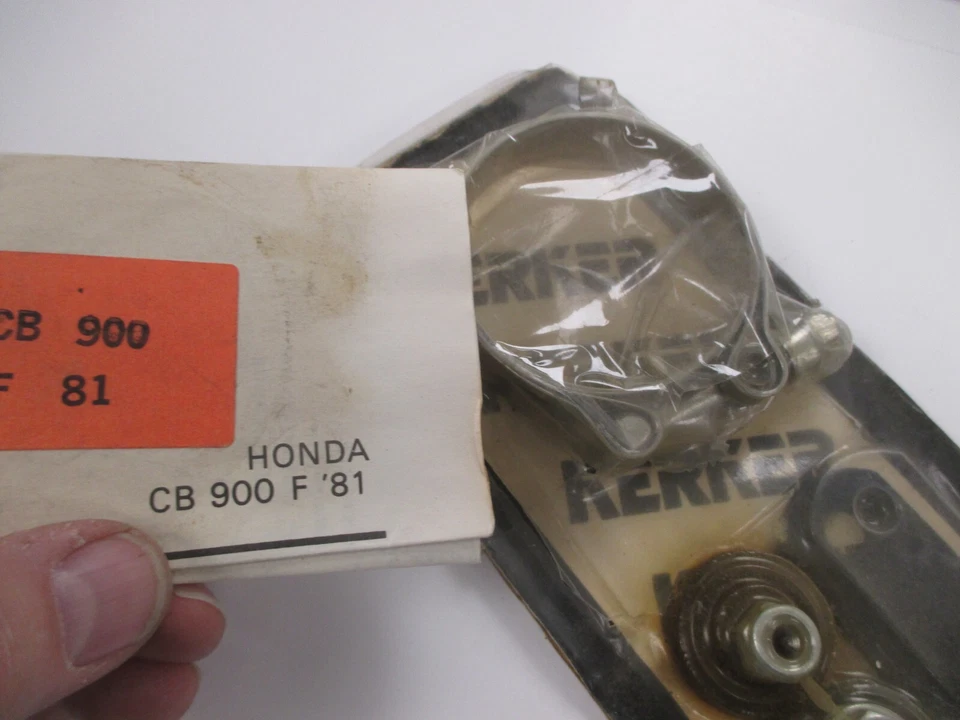 CB 900
F 81
HONDA
CB 900 F '81
KERKER
KERKER